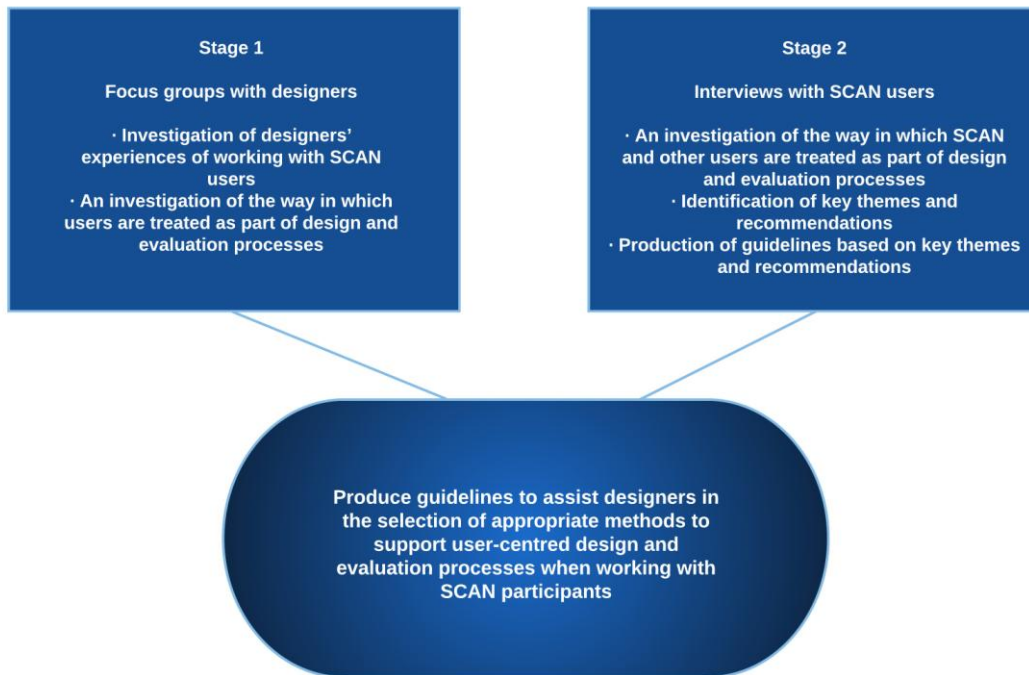 Stage 1
Focus groups with designers
· Investigation of designers’
experiences of working with SCAN
users
· An investigation of the way in which
users are treated as part of design and
evaluation processes
Stage 2
Interviews with SCAN users
· An investigation of the way in which SCAN
and other users are treated as part of design
and evaluation processes
· Identification of key themes and
recommendations
· Production of guidelines based on key themes
and recommendations
Produce guidelines to assist designers in
the selection of appropriate methods to
support user-centred design and
evaluation processes when working with
SCAN participants